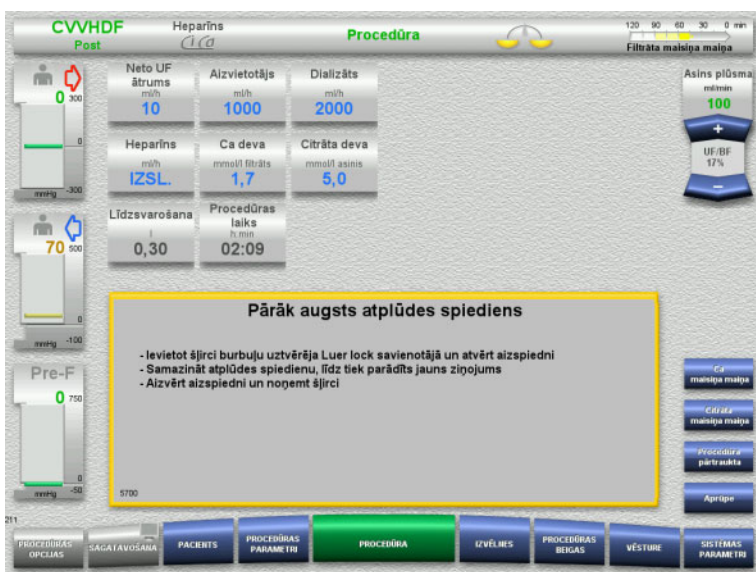 CVVHDF
Post
Heparīns
Ci Ca
Procedūra
120 90 60 30 0 min
Filtrāta maisiņa maiņa
0 300
0
mmHg -300
70 500
0
mmHg -100
Pre-F
0 750
0
mmHg -50
Neto UF
ātrums
ml/h
10
Aizvietotājs
ml/h
1000
Dializāts
ml/h
2000
Heparīns
ml/h
IZSL.
Ca deva
mmol/l filtrāts
1,7
Citrāta deva
mmol/l asinis
5,0
Līdzsvarošana
l
0,30
Procedūras
laiks
h:min
02:09
Asins plūsma
ml/min
100
+
UF/BF
17%
−
Pārāk augsts atplūdes spiediens
- Ievietot šļirci burbuļu uztvērēja Luer lock savienotājā un atvērt aizspiedni
- Samazināt atplūdes spiedienu, līdz tiek parādīts jauns ziņojums
- Aizvērt aizspiedni un noņemt šļirci
5700
Ca
maisiņa maiņa
Citrāta
maisiņa maiņa
Procedūra
pārtraukta
Aprūpe
211
PROCEDŪRAS
OPCIJAS
SAGATAVOŠANA
PACIENTS
PROCEDŪRAS
PARAMETRI
PROCEDŪRA
IZVĒLNES
PROCEDŪRAS
BEIGAS
VĒSTURE
SISTĒMAS
PARAMETRI